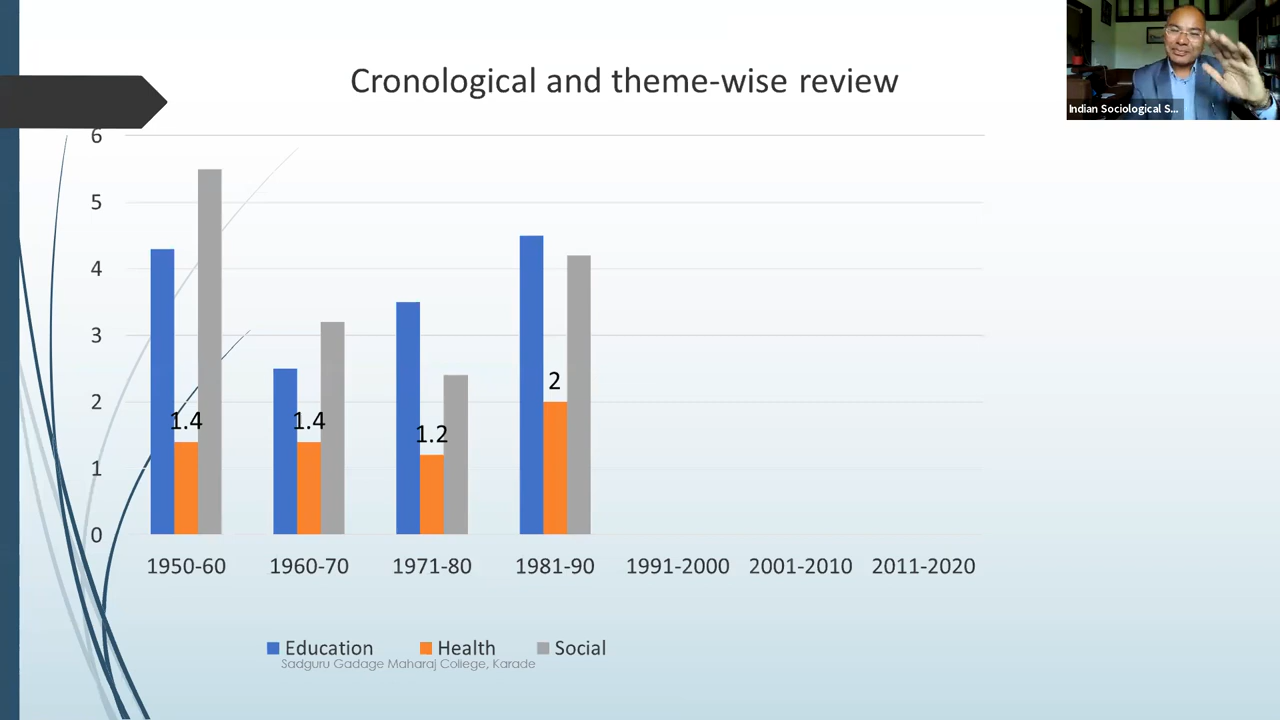 Cronological and theme-wise review
Indian Sociological S...
6
5
4
3
2
1
0
1.4
1.4
1.2
2
1950-60 1960-70 1971-80 1981-90 1991-2000 2001-2010 2011-2020
Education Health Social
Sadguru Gadage Maharaj College, Karade